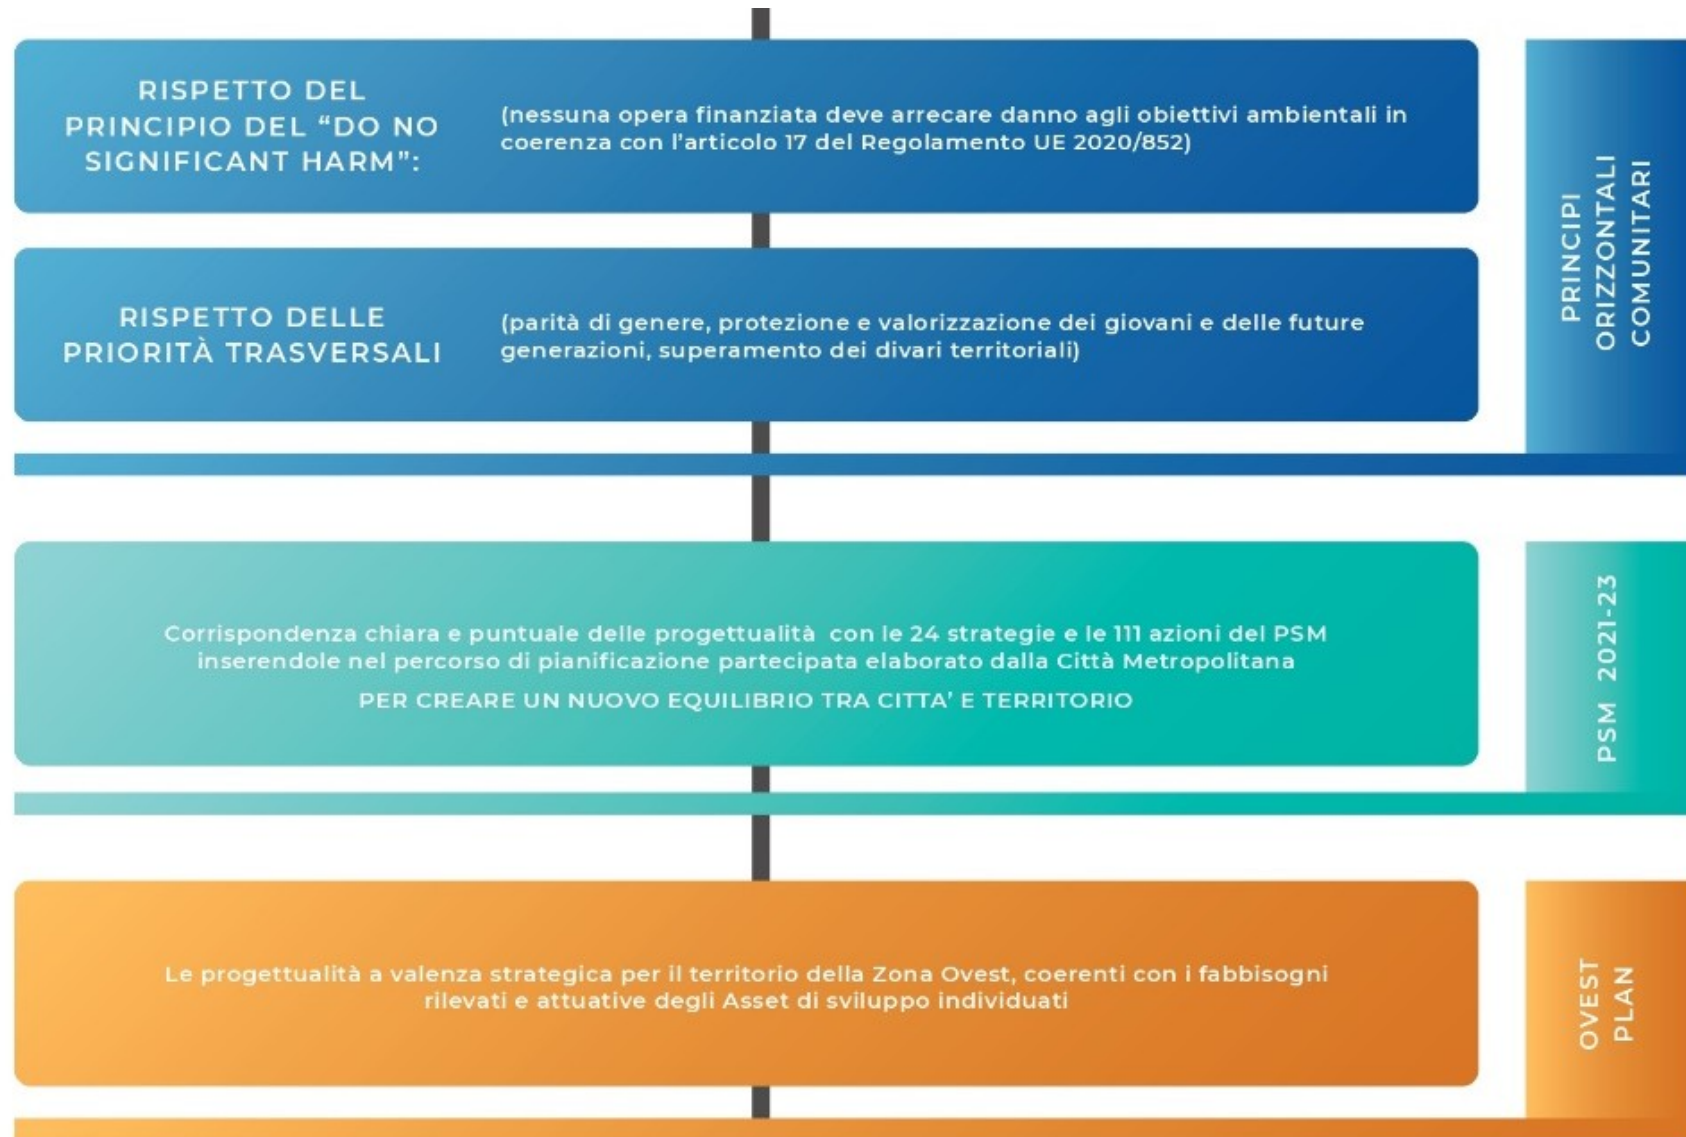 RISPETTO DEL
PRINCIPIO DEL “DO NO
SIGNIFICANT HARM”:
(nessuna opera finanziata deve arrecare danno agli obiettivi ambientali in
coerenza con l’articolo 17 del Regolamento UE 2020/852)
RISPETTO DELLE
PRIORITÀ TRASVERSALI
(parità di genere, protezione e valorizzazione dei giovani e delle future
generazioni, superamento dei divari territoriali)
PRINCIPI
ORIZZONTALI
COMUNITARI
Corrispondenza chiara e puntuale delle progettualità con le 24 strategie e le 111 azioni del PSM
inserendole nel percorso di pianificazione partecipata elaborato dalla Città Metropolitana
PER CREARE UN NUOVO EQUILIBRIO TRA CITTA’ E TERRITORIO
PSM 2021-23
Le progettualità a valenza strategica per il territorio della Zona Ovest, coerenti con i fabbisogni
rilevati e attuative degli Asset di sviluppo individuati
OVEST
PLAN